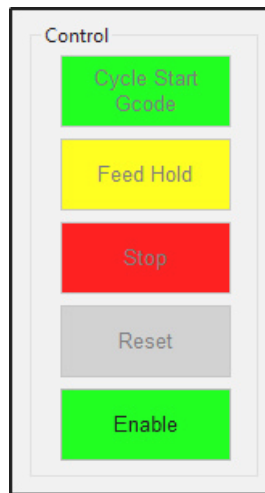 Control
Cycle Start
Gcode
Feed Hold
Stop
Reset
Enable